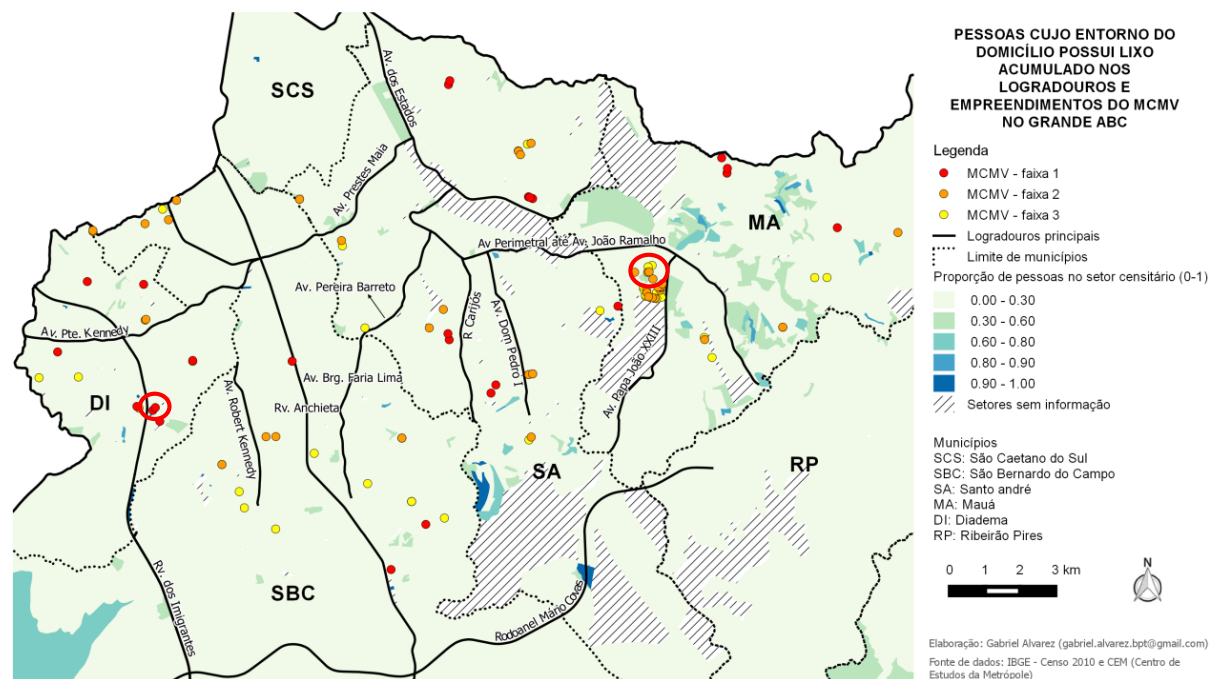 PESSOAS CUJO ENTORNO DO
DOMICÍLIO POSSUI LIXO
ACUMULADO NOS
LOGRADOUROS E
EMPREENDIMENTOS DO MCMV
NO GRANDE ABC
Legenda
MCMV - faixa 1
MCMV - faixa 2
MCMV - faixa 3
Logradouros principais
Limite de municípios
Proporção de pessoas no setor censitário (0-1)
0.00 - 0.30
0.30 - 0.60
0.60 - 0.80
0.80 - 0.90
0.90 - 1.00
Setores sem informação
Municípios
SCS: São Caetano do Sul
SBC: São Bernardo do Campo
SA: Santo andré
MA: Mauá
DI: Diadema
RP: Ribeirão Pires
0 1 2 3 km
N
Elaboração: Gabriel Alvarez (gabriel.alvarez.bpt@gmail.com)
Fonte de dados: IBGE - Censo 2010 e CEM (Centro de
Estudos da Metrópole)
SCS
Av. dos Estados
Av. Prestes Maia
MA
Av Perimetral até Av. João Ramalho
Av. Pereira Barreto
R Carijós
Av. Dom Pedro I
Av. Papa João XXIII
Av. Pte. Kennedy
Av. Brg. Faria Lima
Av. Robert Kennedy
Rv. Anchieta
DI
SA
RP
SBC
Rv. dos Imigrantes
Rodoanel Mário Covas